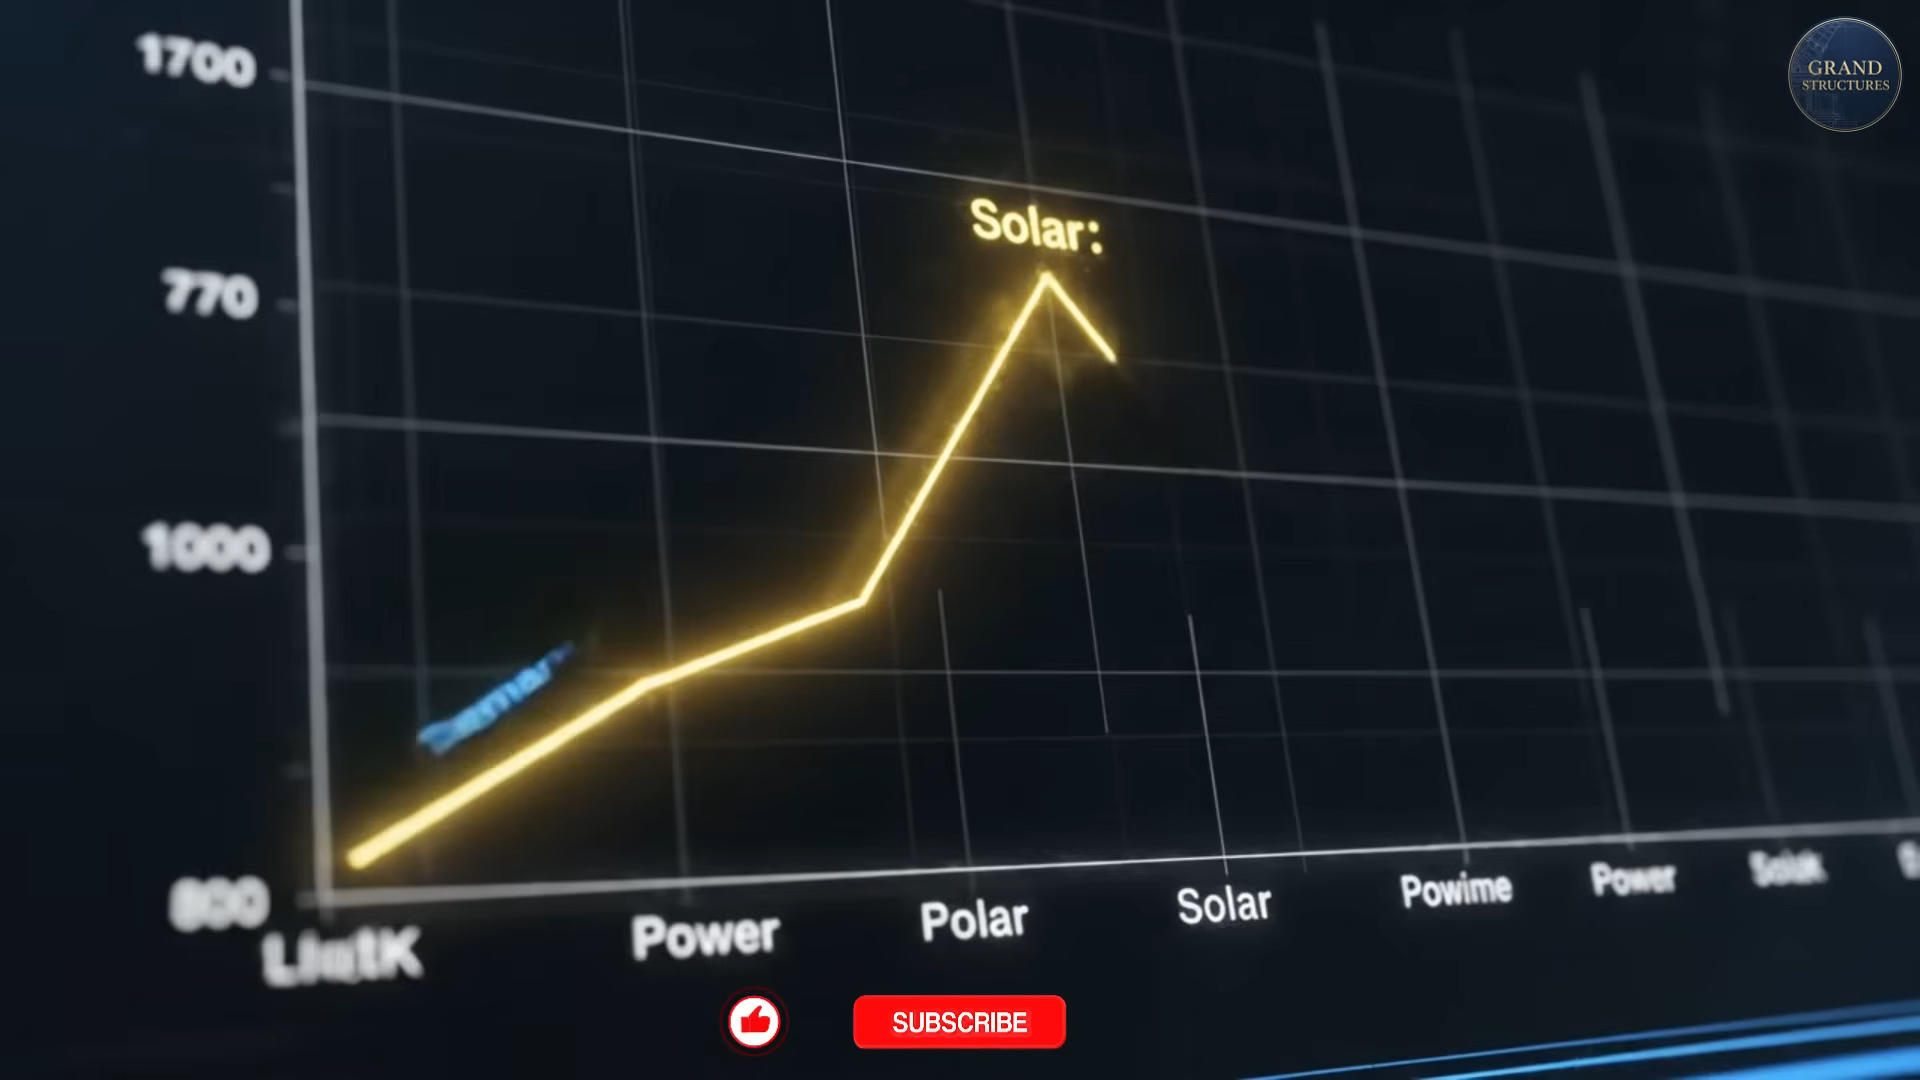 GRAND
STRUCTURES
1700
Solar:
770
1000
800
Power
Polar
Solar
Powime
Power
SUBSCRIBE